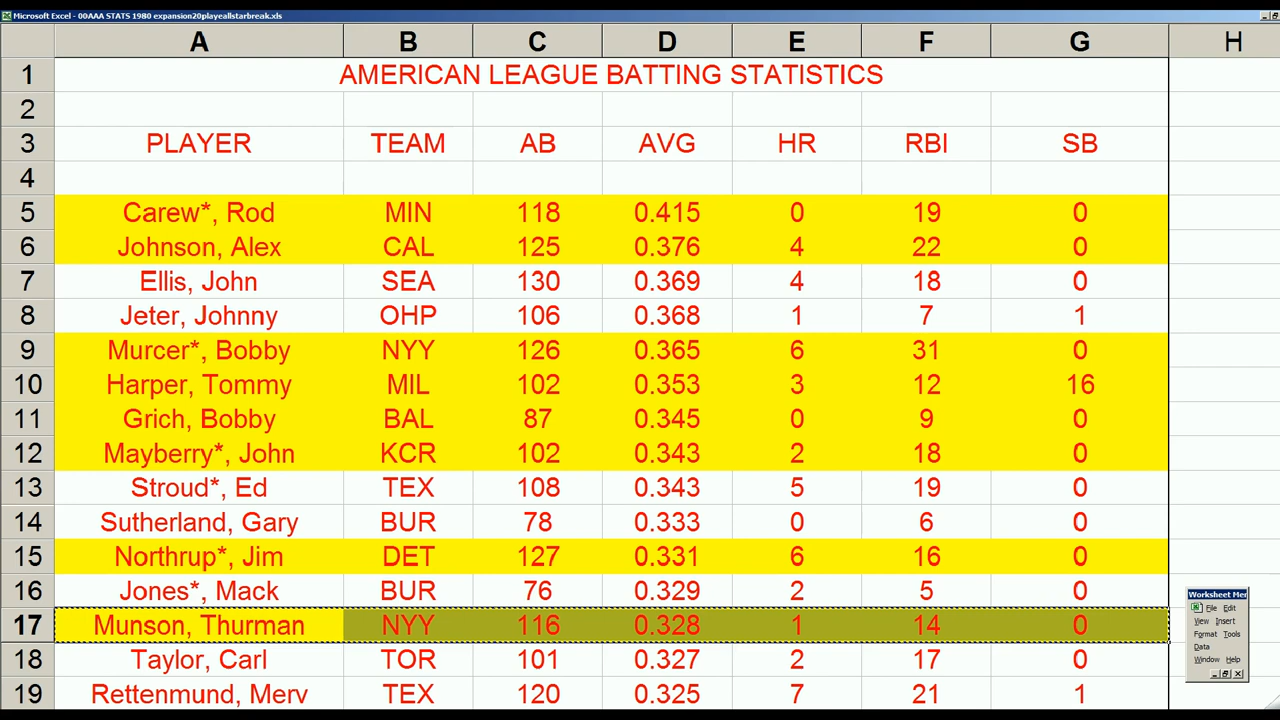 Microsoft Excel - 00AAA STATS 1980 expansion20playeallstarbreak.xls
A B C D E F G H
1 AMERICAN LEAGUE BATTING STATISTICS
2
3 PLAYER TEAM AB AVG HR RBI SB
4
5 Carew*, Rod MIN 118 0.415 0 19 0
6 Johnson, Alex CAL 125 0.376 4 22 0
7 Ellis, John SEA 130 0.369 4 18 0
8 Jeter, Johnny OHP 106 0.368 1 7 1
9 Murcer*, Bobby NYY 126 0.365 6 31 0
10 Harper, Tommy MIL 102 0.353 3 12 16
11 Grich, Bobby BAL 87 0.345 0 9 0
12 Mayberry*, John KCR 102 0.343 2 18 0
13 Stroud*, Ed TEX 108 0.343 5 19 0
14 Sutherland, Gary BUR 78 0.333 0 6 0
15 Northrup*, Jim DET 127 0.331 6 16 0
16 Jones*, Mack BUR 76 0.329 2 5 0
17 Munson, Thurman NYY 116 0.328 1 14 0
18 Taylor, Carl TOR 101 0.327 2 17 0
19 Rettenmund, Merv TEX 120 0.325 7 21 1
Worksheet Mer
File Edit
View Insert
Format Tools
Data
Window Help